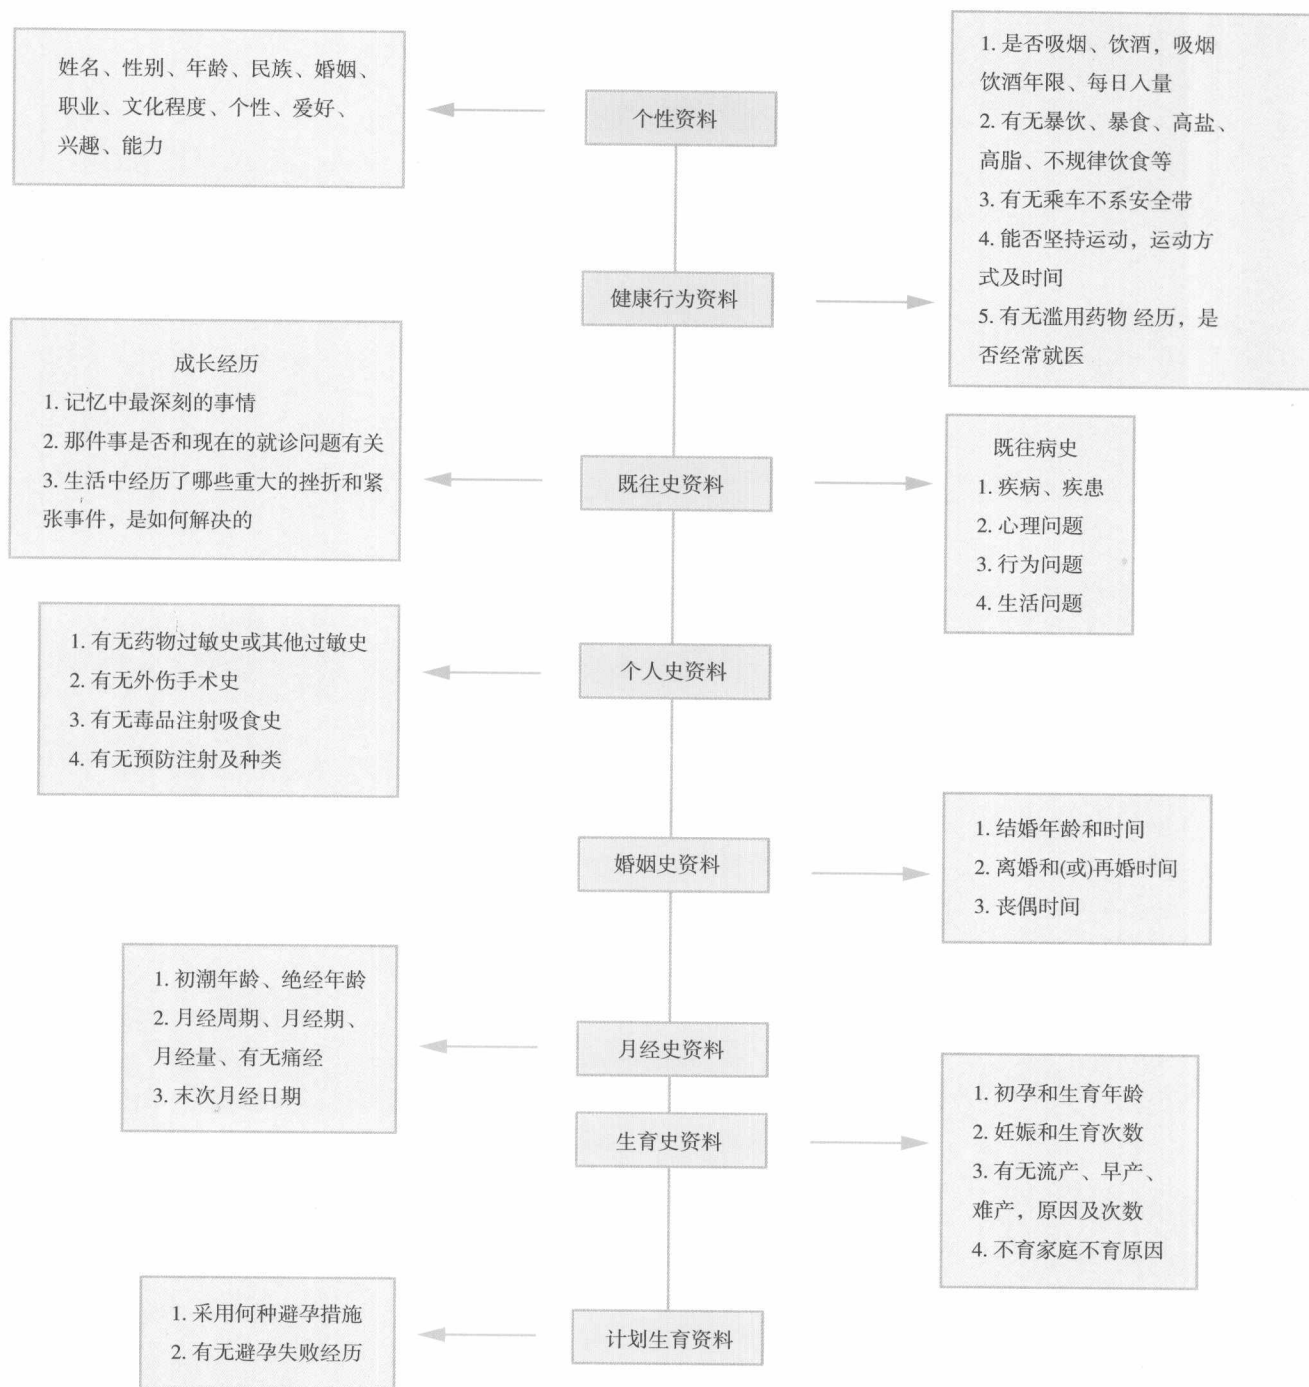 姓名、性别、年龄、民族、婚姻、
职业、文化程度、个性、爱好、
兴趣、能力
个性资料
1. 是否吸烟、饮酒，吸烟
饮酒年限、每日入量
2. 有无暴饮、暴食、高盐、
高脂、不规律饮食等
3. 有无乘车不系安全带
4. 能否坚持运动，运动方
式及时间
5. 有无滥用药物 经历，是
否经常就医
健康行为资料
成长经历
1. 记忆中最深刻的事情
2. 那件事是否和现在的就诊问题有关
3. 生活中经历了哪些重大的挫折和紧
张事件，是如何解决的
既往史资料
既往病史
1. 疾病、疾患
2. 心理问题
3. 行为问题
4. 生活问题
1. 有无药物过敏史或其他过敏史
2. 有无外伤手术史
3. 有无毒品注射吸食史
4. 有无预防注射及种类
个人史资料
婚姻史资料
1. 结婚年龄和时间
2. 离婚和(或)再婚时间
3. 丧偶时间
1. 初潮年龄、绝经年龄
2. 月经周期、月经期、
月经量、有无痛经
3. 末次月经日期
月经史资料
生育史资料
1. 初孕和生育年龄
2. 妊娠和生育次数
3. 有无流产、早产、
难产，原因及次数
4. 不育家庭不育原因
1. 采用何种避孕措施
2. 有无避孕失败经历
计划生育资料